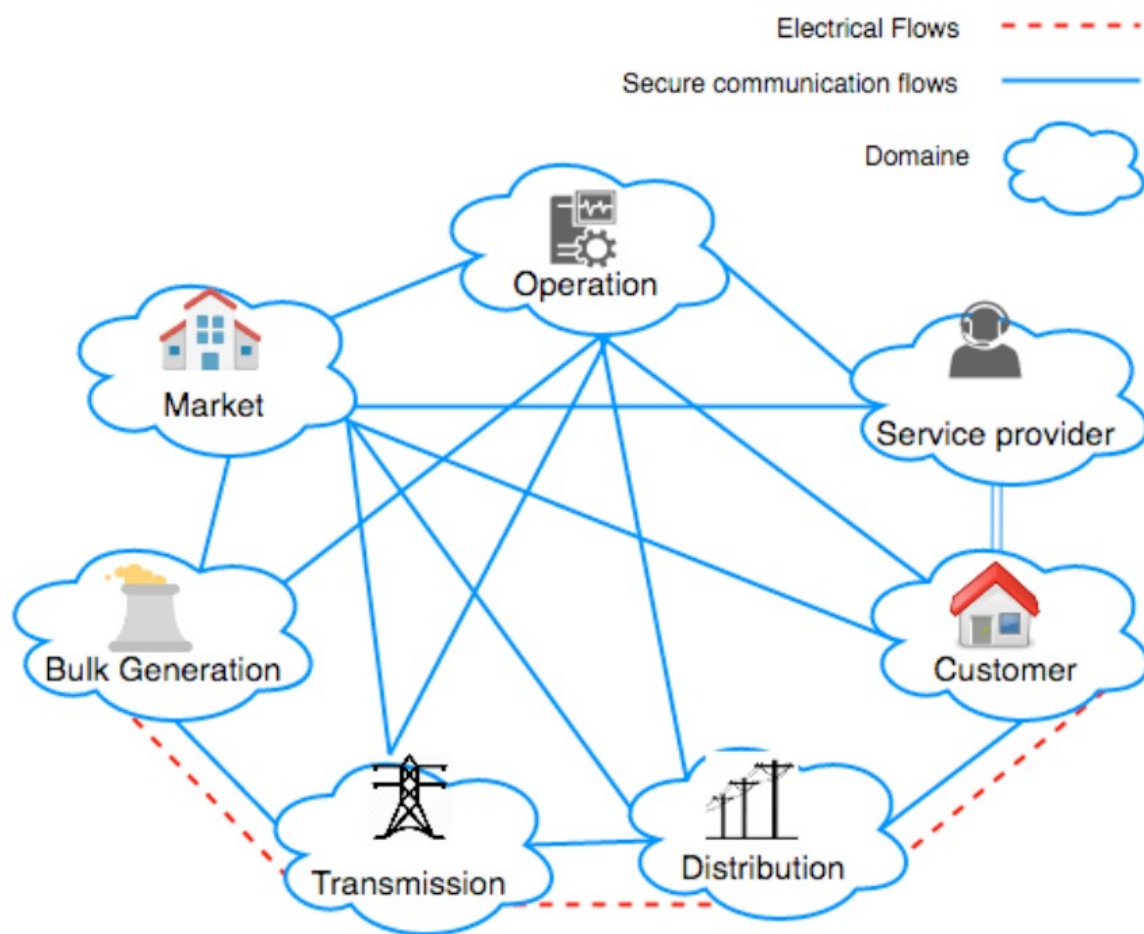 Electrical Flows
Secure communication flows
Domaine
Operation
Market
Service provider
Bulk Generation
Customer
Transmission
Distribution